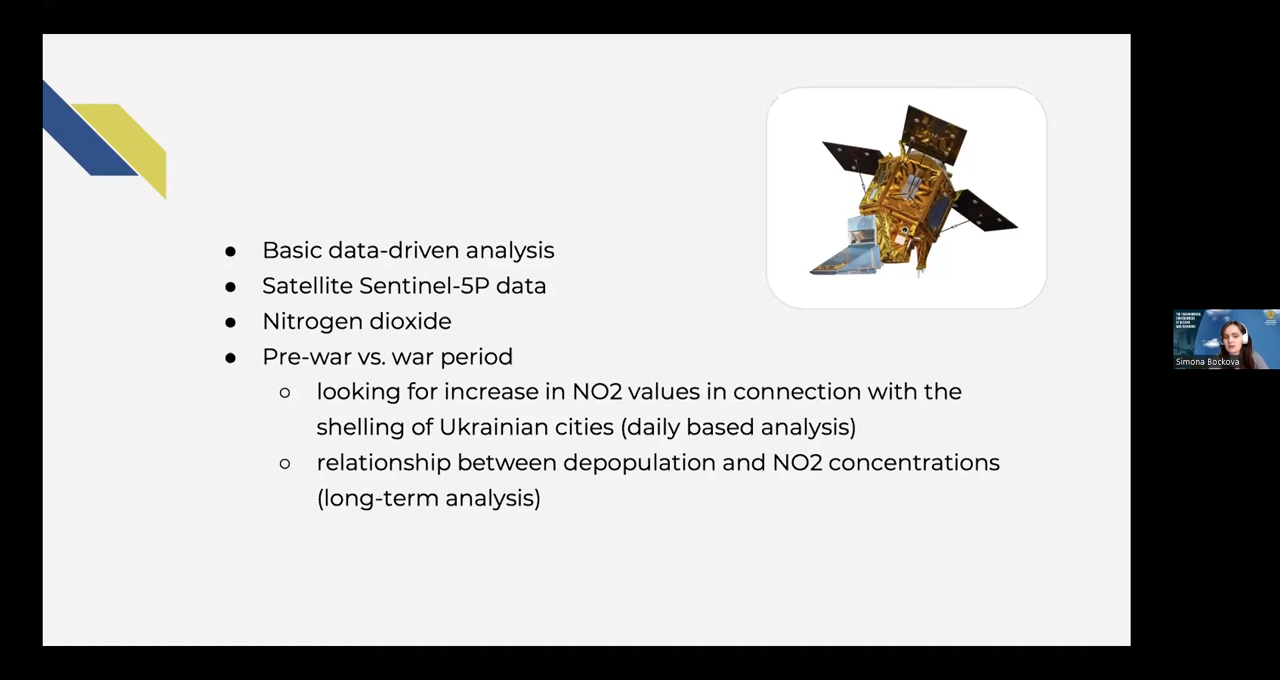 ● Basic data-driven analysis
● Satellite Sentinel-5P data
● Nitrogen dioxide
● Pre-war vs. war period
○ looking for increase in NO2 values in connection with the
shelling of Ukrainian cities (daily based analysis)
○ relationship between depopulation and NO2 concentrations
(long-term analysis)
Simona Bockova